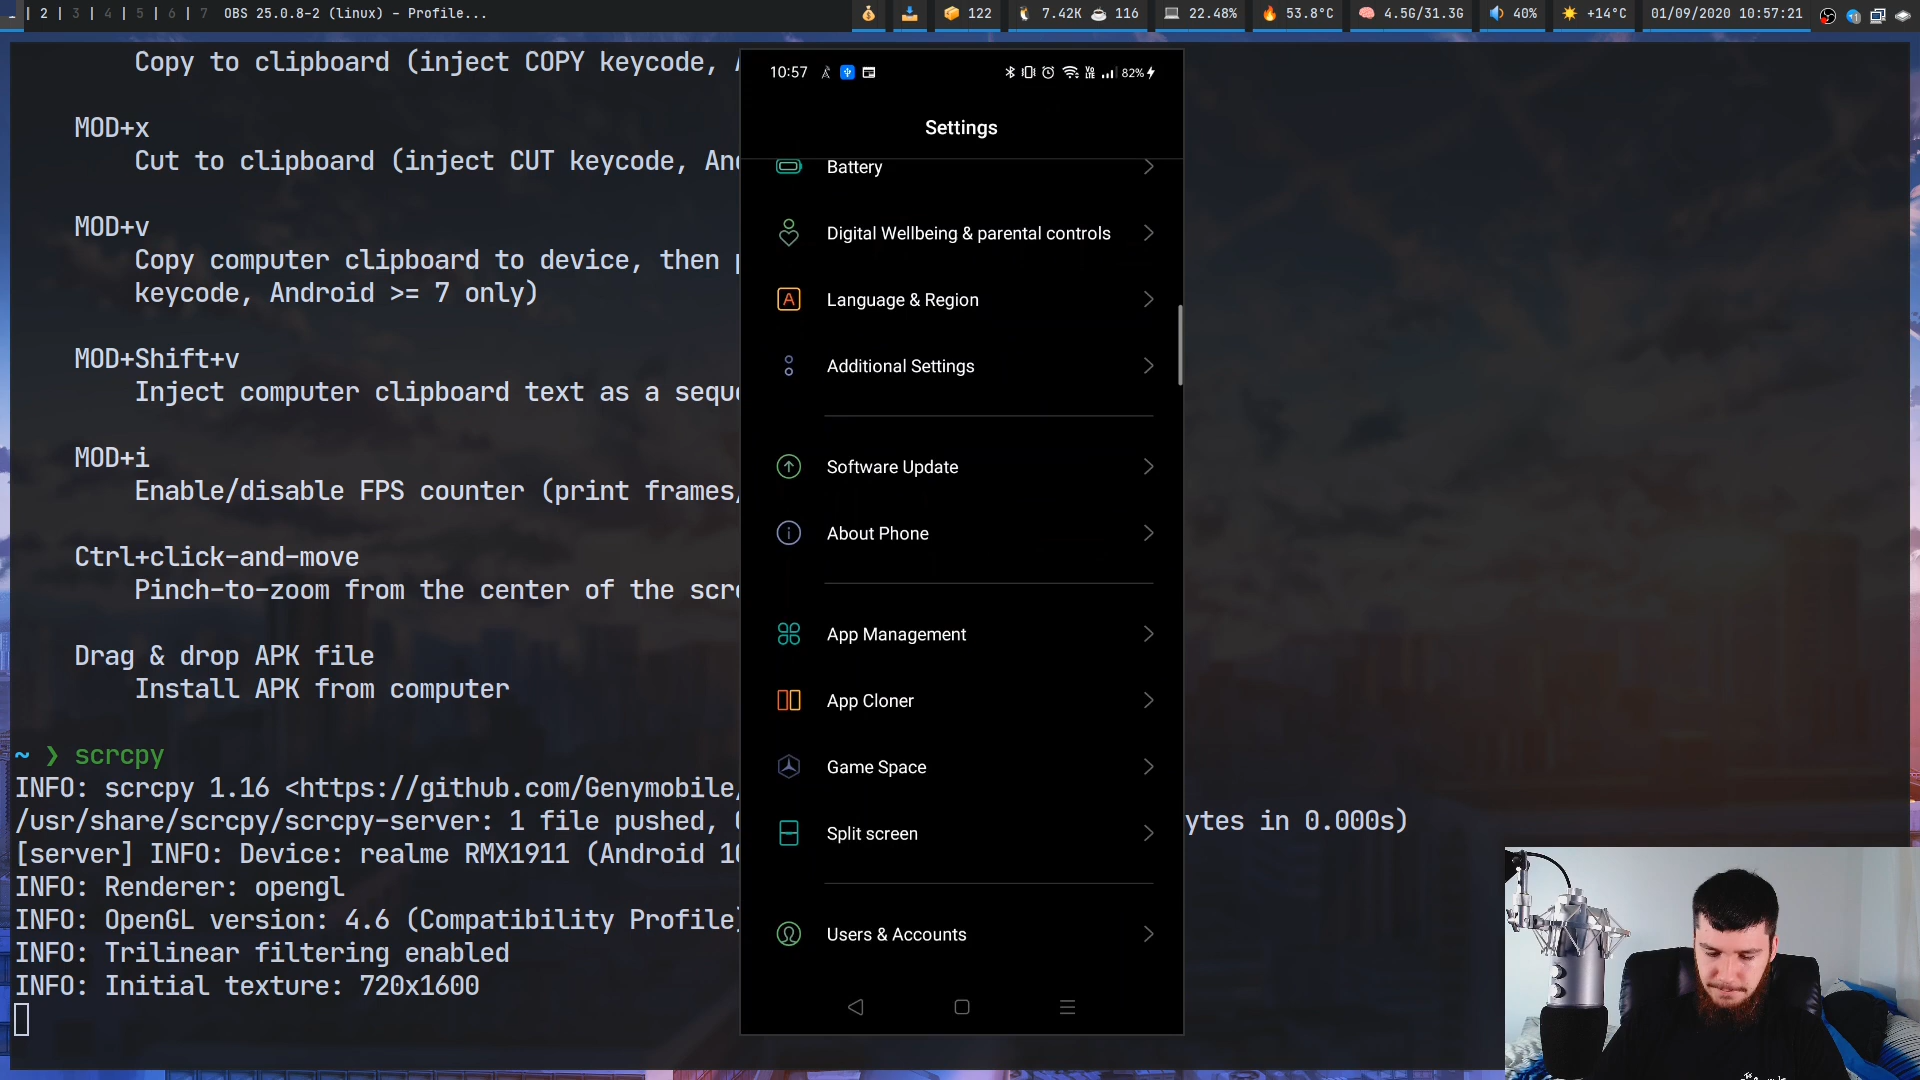 2 | 3 | 4 | 5 | 6 | 7 OBS 25.0.8-2 (linux) - Profile... 122 7.42K 116 22.48% 53.8°C 4.5G/31.3G 40% +14°C 01/09/2020 10:57:21
Copy to clipboard (inject COPY keycode,
MOD+x
Cut to clipboard (inject CUT keycode,
MOD+v
Copy computer clipboard to device, then
keycode, Android >= 7 only)
MOD+Shift+v
Inject computer clipboard text as a
MOD+i
Enable/disable FPS counter (print frames
Ctrl+click-and-move
Pinch-to-zoom from the center of the
Drag & drop APK file
Install APK from computer
~ ❯ scrcpy
INFO: scrcpy 1.16 <https://github.com/Genymobile/
/usr/share/scrcpy/scrcpy-server: 1 file pushed, ytes in 0.000s)
[server] INFO: Device: realme RMX1911 (Android
INFO: Renderer: opengl
INFO: OpenGL version: 4.6 (Compatibility Profile)
INFO: Trilinear filtering enabled
INFO: Initial texture: 720x1600
10:57 82%
Settings
Battery
Digital Wellbeing & parental controls
Language & Region
Additional Settings
Software Update
About Phone
App Management
App Cloner
Game Space
Split screen
Users & Accounts